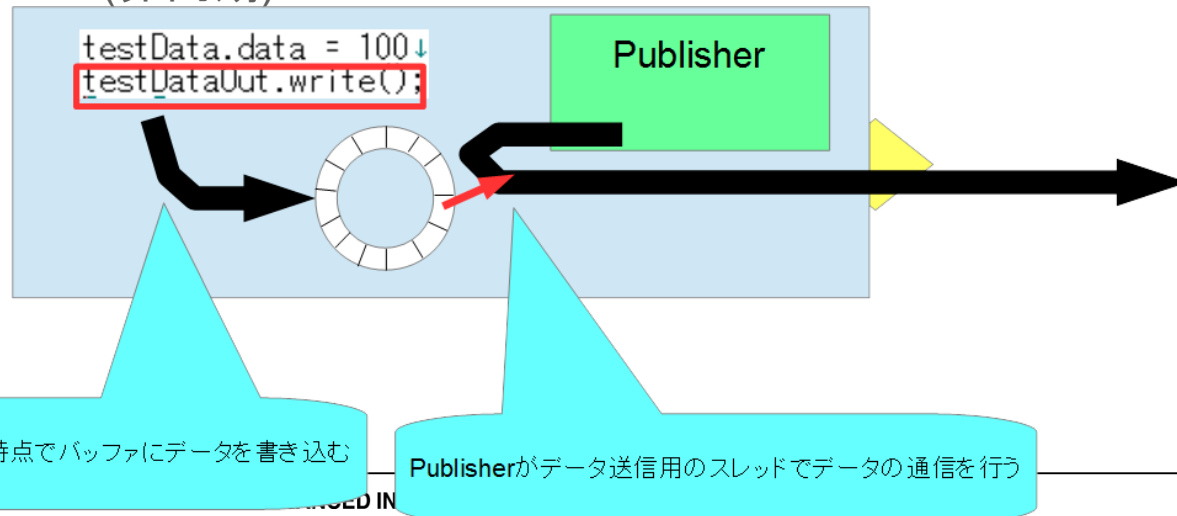 testData.data = 100↓
testDataOut.write();
Publisher
時点でバッファにデータを書き込む
Publisherがデータ送信用のスレッドでデータの通信を行う